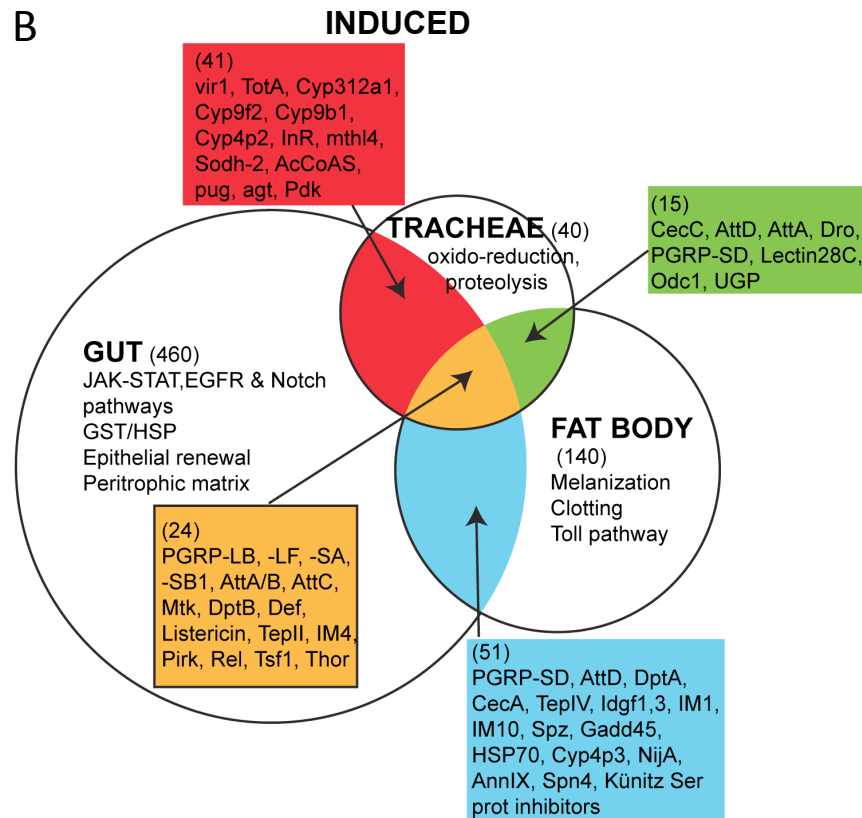 B
INDUCED
(41)
vir1, TotA, Cyp312a1,
Cyp9f2, Cyp9b1,
Cyp4p2, InR, mthl4,
Sodh-2, AcCoAS,
pug, agt, Pdk
TRACHEAE (40)
oxido-reduction,
proteolysis
(15)
CecC, AttD, AttA, Dro,
PGRP-SD, Lectin28C,
Odc1, UGP
GUT (460)
JAK-STAT,EGFR & Notch
pathways
GST/HSP
Epithelial renewal
Peritrophic matrix
FAT BODY
(140)
Melanization
Clotting
Toll pathway
(24)
PGRP-LB, -LF, -SA,
-SB1, AttA/B, AttC,
Mtk, DptB, Def,
Listericin, TepII, IM4,
Pirk, Rel, Tsf1, Thor
(51)
PGRP-SD, AttD, DptA,
CecA, TepIV, Idgf1,3, IM1,
IM10, Spz, Gadd45,
HSP70, Cyp4p3, NijA,
AnnIX, Spn4, Künitz Ser
prot inhibitors